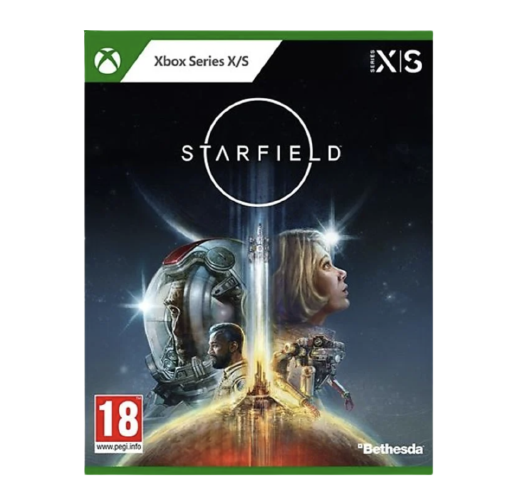 Xbox Series X/S
SERIES X|S
STARFIELD
18
www.pegi.info
Bethesda